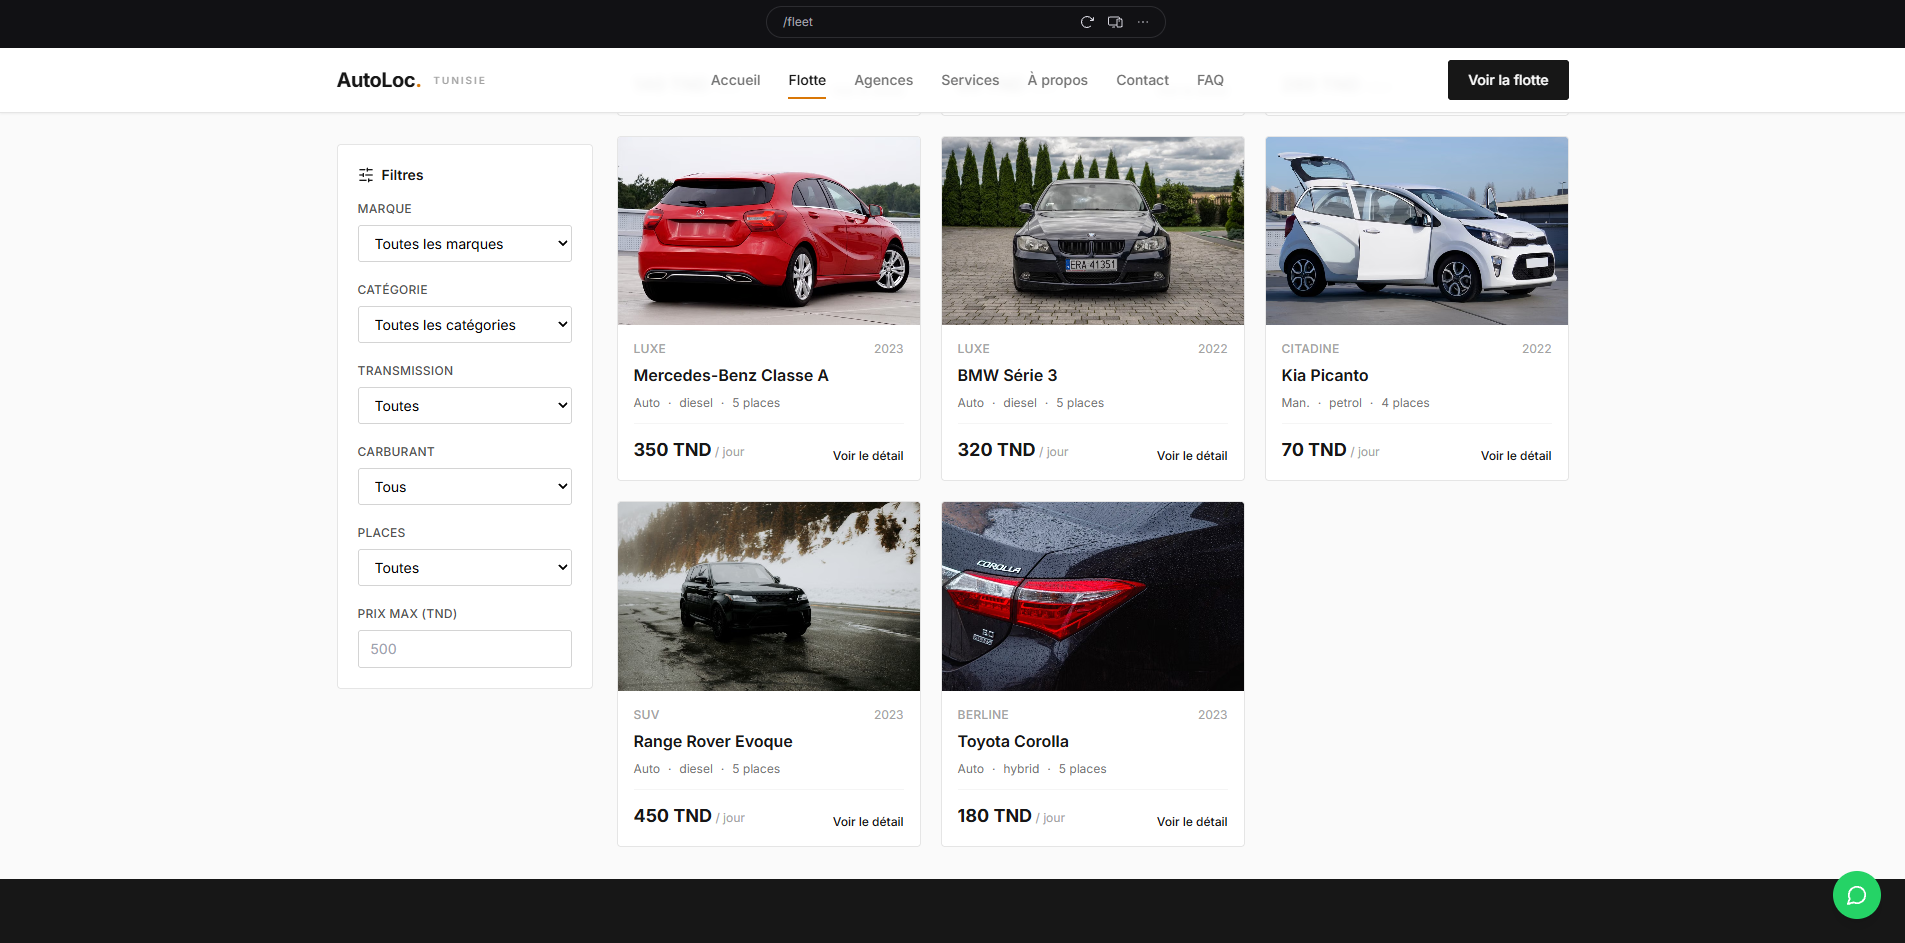 /fleet
AutoLoc. TUNISIE
Accueil Flotte Agences Services À propos Contact FAQ
Voir la flotte
Filtres
MARQUE
Toutes les marques
CATÉGORIE
Toutes les catégories
TRANSMISSION
Toutes
CARBURANT
Tous
PLACES
Toutes
PRIX MAX (TND)
500
LUXE 2023
Mercedes-Benz Classe A
Auto · diesel · 5 places
350 TND / jour Voir le détail
ERA 41351
LUXE 2022
BMW Série 3
Auto · diesel · 5 places
320 TND / jour Voir le détail
CITADINE 2022
Kia Picanto
Man. · petrol · 4 places
70 TND / jour Voir le détail
SUV 2023
Range Rover Evoque
Auto · diesel · 5 places
450 TND / jour Voir le détail
COROLLA
BERLINE 2023
Toyota Corolla
Auto · hybrid · 5 places
180 TND / jour Voir le détail